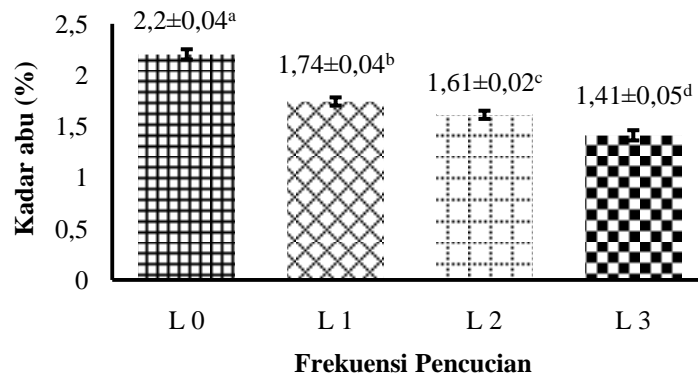 2,5
2
1,5
1
0,5
0
Kadar abu (%)
2,2±0,04ᵃ
1,74±0,04ᵇ
1,61±0,02ᶜ
1,41±0,05ᵈ
L 0
L 1
L 2
L 3
Frekuensi Pencucian